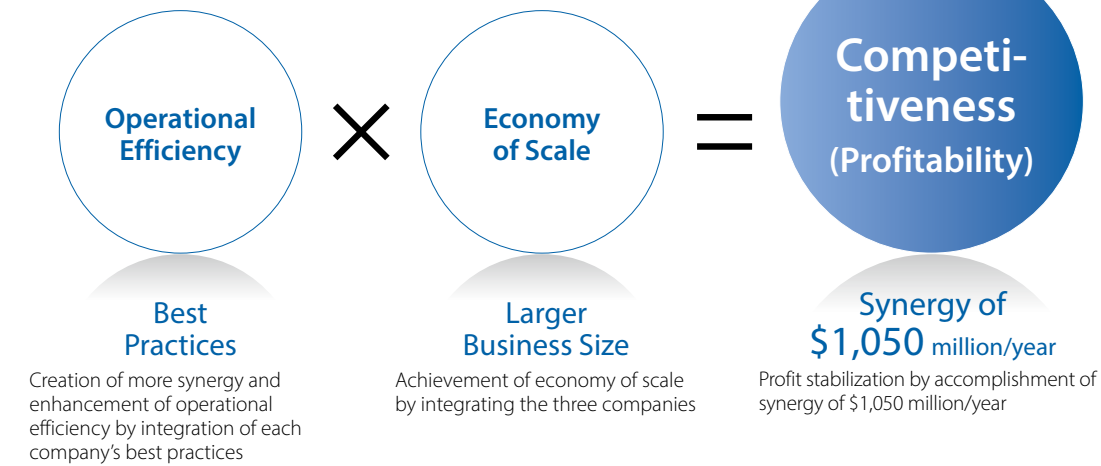 Operational
Efficiency
×
Economy
of Scale
=
Competi-
tiveness
(Profitability)
Best
Practices
Creation of more synergy and
enhancement of operational
efficiency by integration of each
company’s best practices
Larger
Business Size
Achievement of economy of scale
by integrating the three companies
Synergy of
$1,050 million/year
Profit stabilization by accomplishment of
synergy of $1,050 million/year